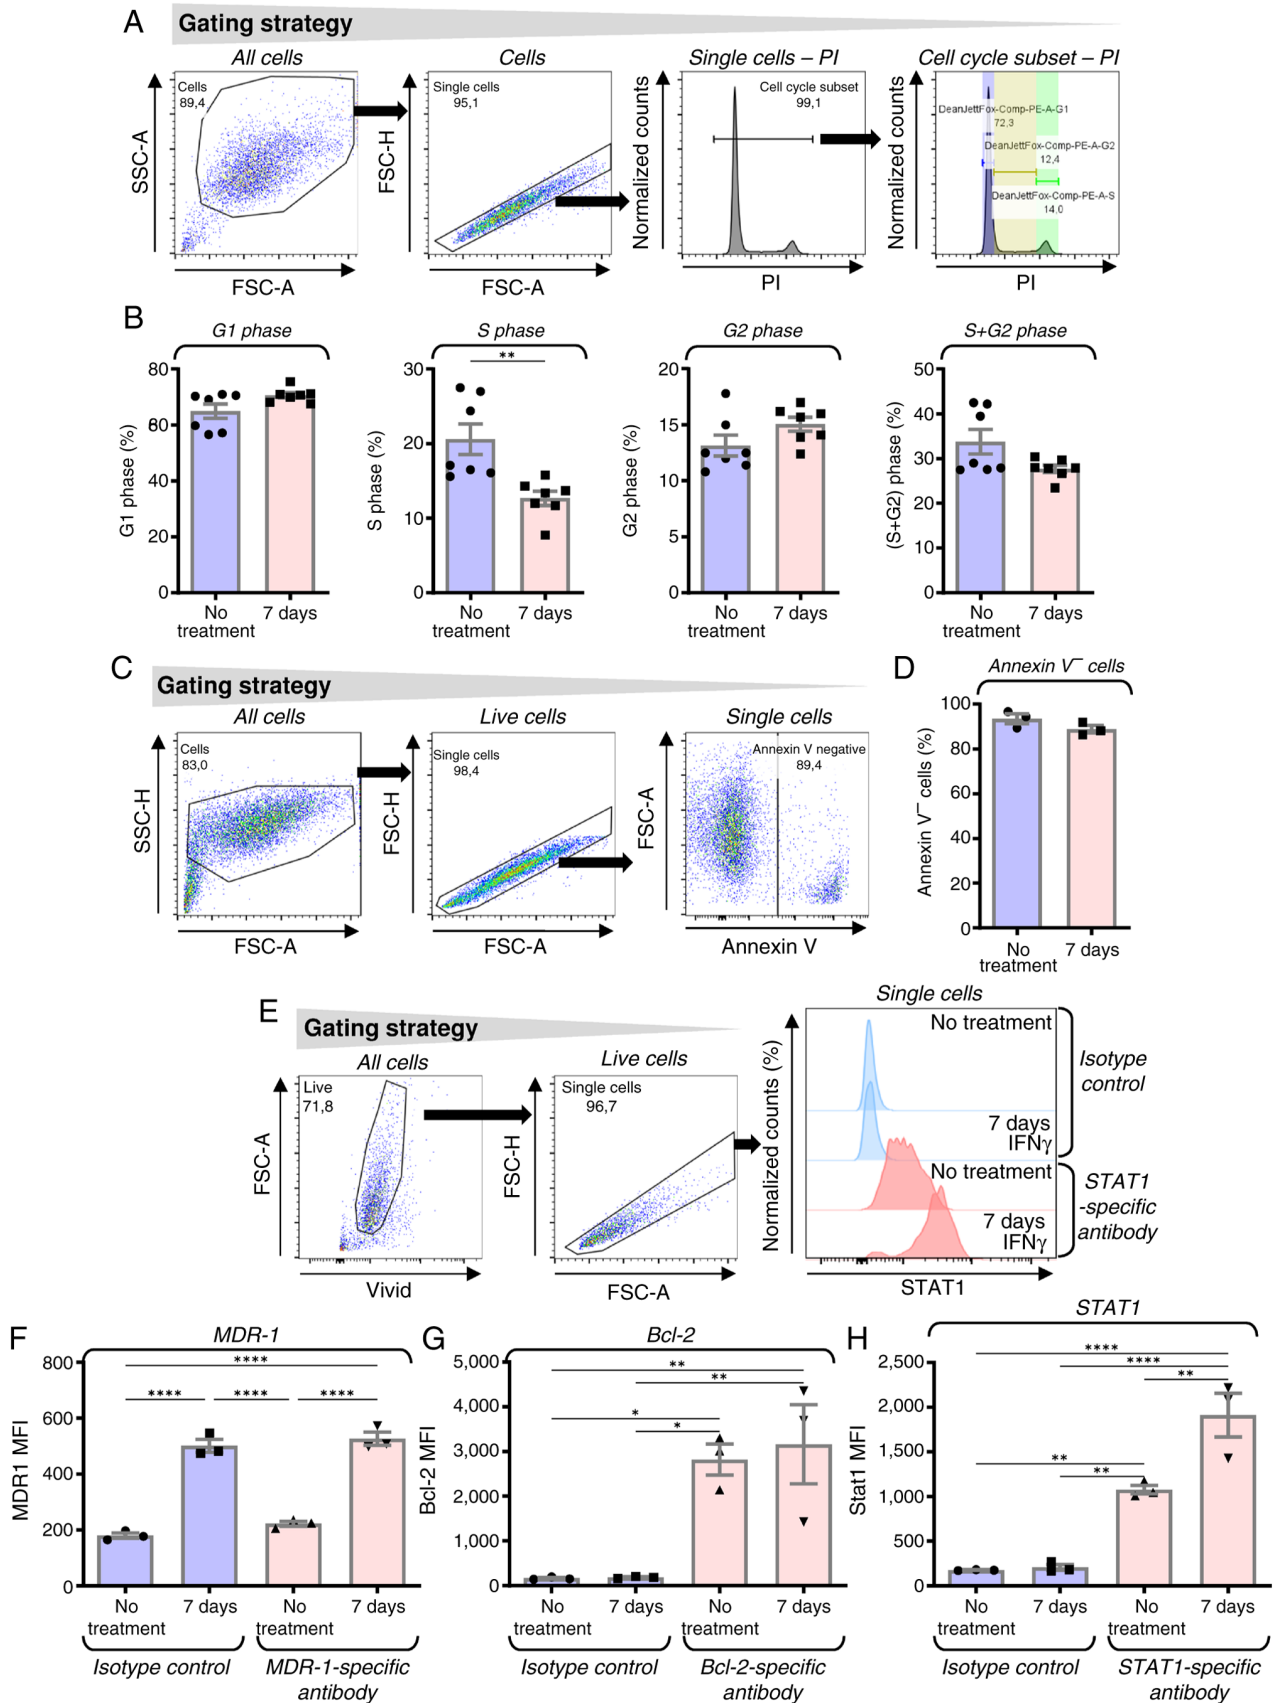 A
Gating strategy
All cells
Cells
Single cells – PI
Cell cycle subset – PI
Cells
89,4
SSC-A
FSC-A
Single cells
95,1
FSC-H
FSC-A
Cell cycle subset
99,1
Normalized counts
PI
DeanJettFox-Comp-PE-A-G1
72,3
DeanJettFox-Comp-PE-A-G2
12,4
DeanJettFox-Comp-PE-A-S
14,0
Normalized counts
PI
B
G1 phase
G1 phase (%)
80
60
40
20
0
No treatment
7 days
S phase
**
S phase (%)
30
20
10
0
No treatment
7 days
G2 phase
G2 phase (%)
20
15
10
5
0
No treatment
7 days
S+G2 phase
(S+G2) phase (%)
50
40
30
20
10
0
No treatment
7 days
C
Gating strategy
All cells
Live cells
Single cells
Cells
83,0
SSC-H
FSC-A
Single cells
98,4
FSC-H
FSC-A
Annexin V negative
89,4
FSC-A
Annexin V
D
Annexin V⁻ cells
Annexin V⁻ cells (%)
100
80
60
40
20
0
No treatment
7 days
E
Gating strategy
All cells
Live cells
Single cells
Live
71,8
FSC-A
Vivid
Single cells
96,7
FSC-H
FSC-A
Normalized counts (%)
No treatment
7 days
IFNγ
No treatment
7 days
IFNγ
Isotype
control
STAT1
-specific
antibody
STAT1
F
MDR-1
****
****
****
****
MDR1 MFI
800
600
400
200
0
No treatment
7 days
No treatment
7 days
Isotype control
MDR-1-specific
antibody
G
Bcl-2
**
**
*
*
Bcl-2 MFI
5,000
4,000
3,000
2,000
1,000
0
No treatment
7 days
No treatment
7 days
Isotype control
Bcl-2-specific
antibody
H
STAT1
****
****
**
**
**
Stat1 MFI
2,500
2,000
1,500
1,000
500
0
No treatment
7 days
No treatment
7 days
Isotype control
STAT1-specific
antibody